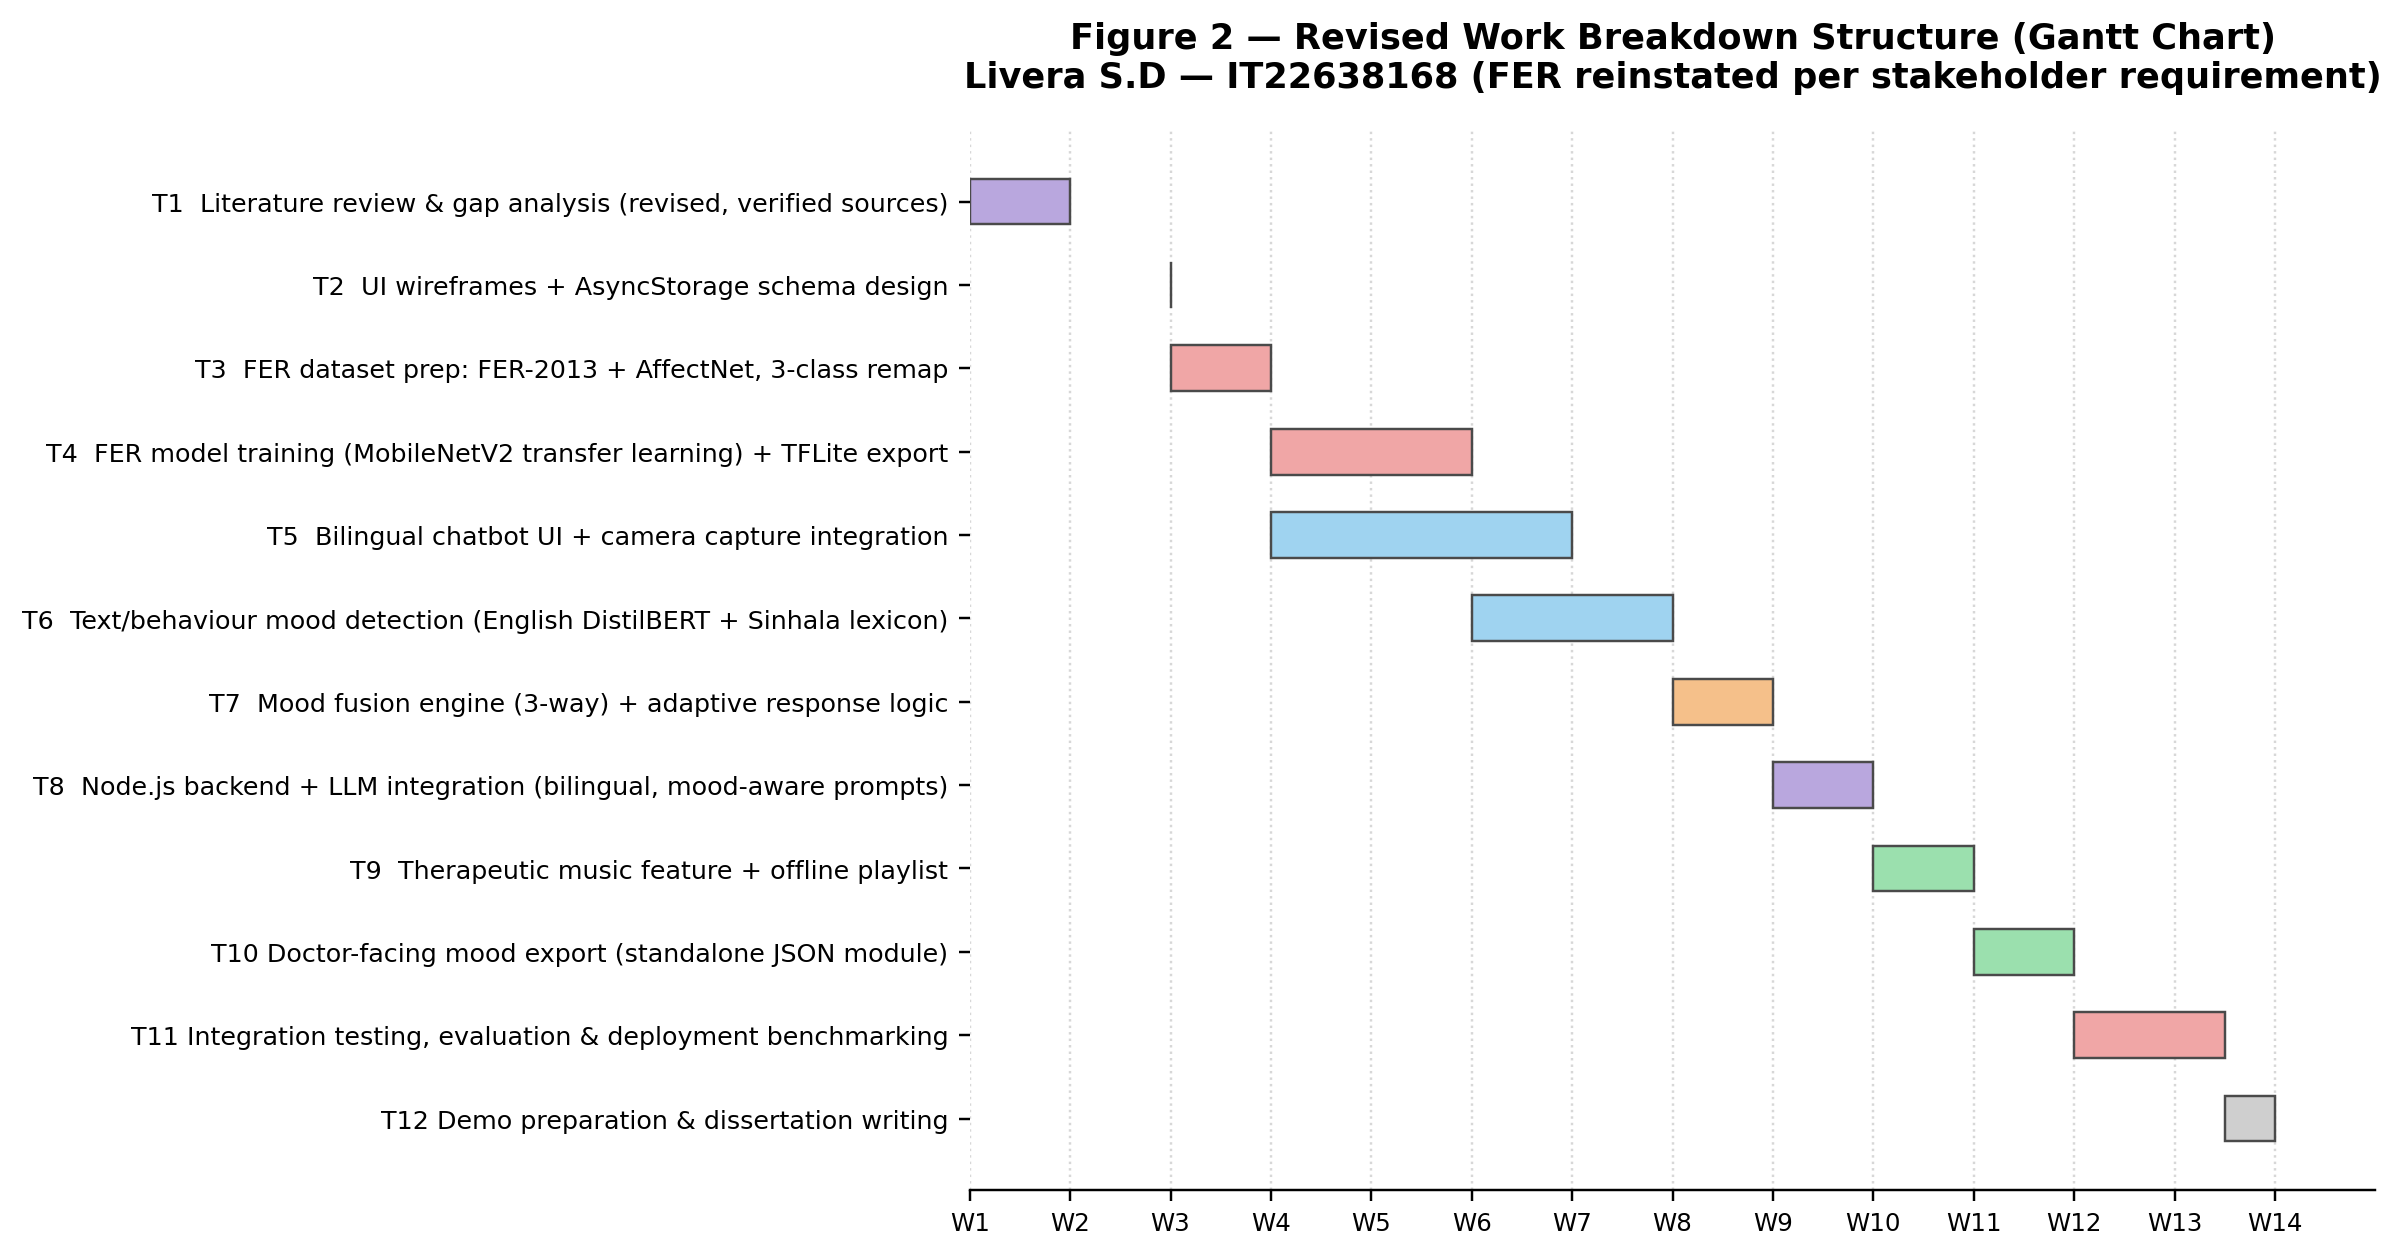 Figure 2 — Revised Work Breakdown Structure (Gantt Chart)
Livera S.D — IT22638168 (FER reinstated per stakeholder requirement)
T1  Literature review & gap analysis (revised, verified sources)
T2  UI wireframes + AsyncStorage schema design
T3  FER dataset prep: FER-2013 + AffectNet, 3-class remap
T4  FER model training (MobileNetV2 transfer learning) + TFLite export
T5  Bilingual chatbot UI + camera capture integration
T6  Text/behaviour mood detection (English DistilBERT + Sinhala lexicon)
T7  Mood fusion engine (3-way) + adaptive response logic
T8  Node.js backend + LLM integration (bilingual, mood-aware prompts)
T9  Therapeutic music feature + offline playlist
T10 Doctor-facing mood export (standalone JSON module)
T11 Integration testing, evaluation & deployment benchmarking
T12 Demo preparation & dissertation writing
W1 W2 W3 W4 W5 W6 W7 W8 W9 W10 W11 W12 W13 W14